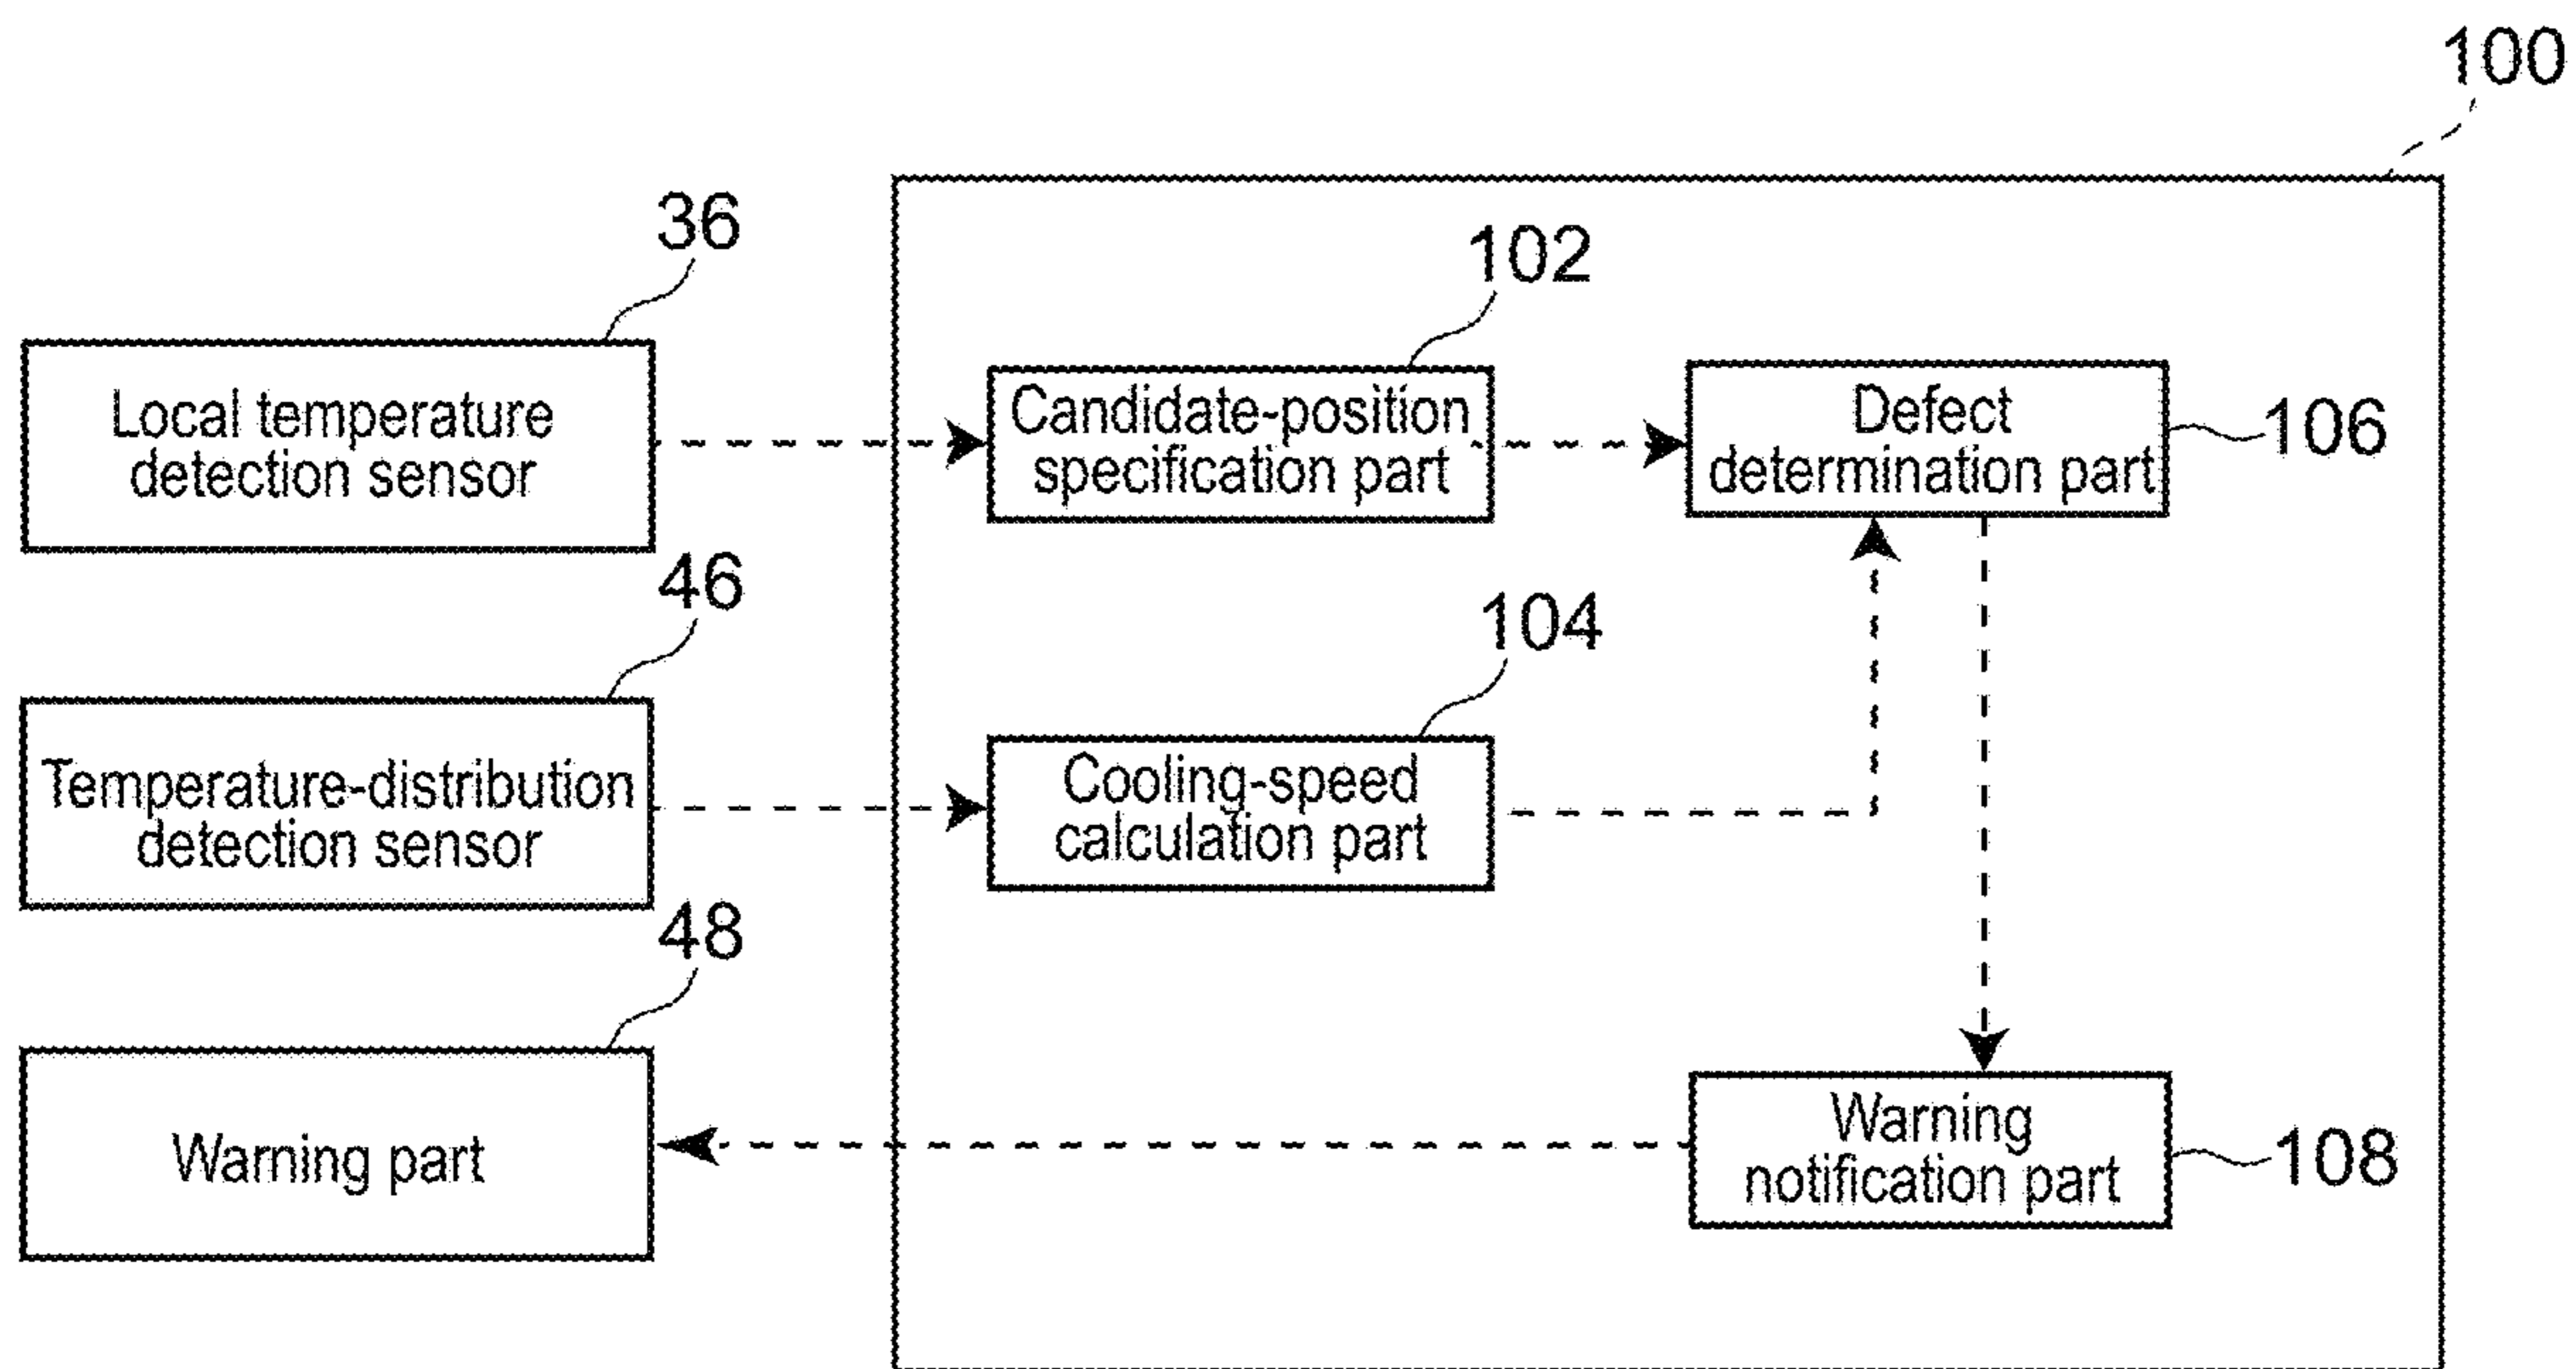 100
36
102
Local temperature
detection sensor
Candidate-position
specification part
Defect
determination part
106
46
104
Temperature-distribution
detection sensor
Cooling-speed
calculation part
48
Warning part
Warning
notification part
108